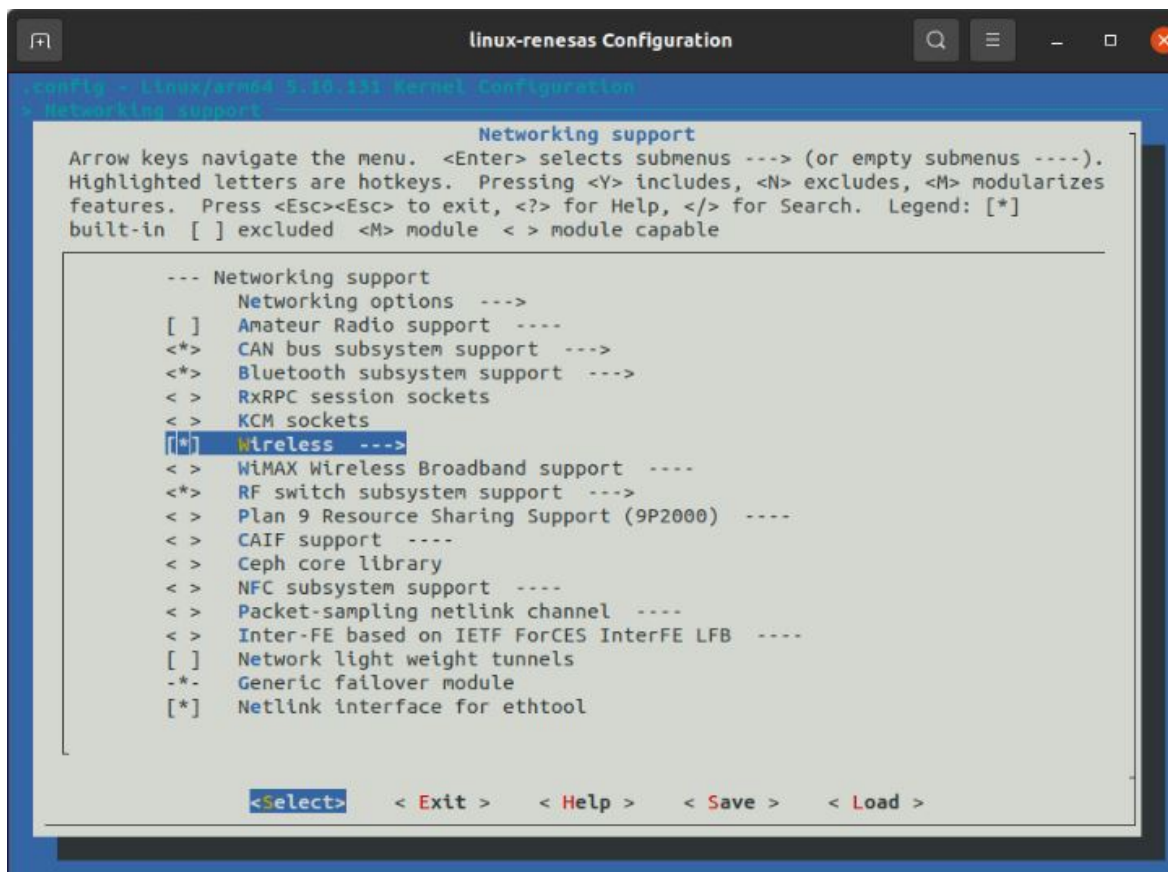 linux-renesas Configuration
.config - Linux/arm64 5.10.131 Kernel Configuration
> Networking support
Networking support
Arrow keys navigate the menu.  <Enter> selects submenus ---> (or empty submenus ----).
Highlighted letters are hotkeys.  Pressing <Y> includes, <N> excludes, <M> modularizes
features.  Press <Esc><Esc> to exit, <?> for Help, </> for Search.  Legend: [*]
built-in  [ ] excluded  <M> module  < > module capable
--- Networking support
Networking options  --->
[ ]   Amateur Radio support  ----
<*>   CAN bus subsystem support  --->
<*>   Bluetooth subsystem support  --->
< >   RxRPC session sockets
< >   KCM sockets
[*]   Wireless  --->
< >   WiMAX Wireless Broadband support  ----
<*>   RF switch subsystem support  --->
< >   Plan 9 Resource Sharing Support (9P2000)  ----
< >   CAIF support  ----
< >   Ceph core library
< >   NFC subsystem support  ----
< >   Packet-sampling netlink channel  ----
< >   Inter-FE based on IETF ForCES InterFE LFB  ----
[ ]   Network light weight tunnels
-*-   Generic failover module
[*]   Netlink interface for ethtool
<Select>    < Exit >    < Help >    < Save >    < Load >